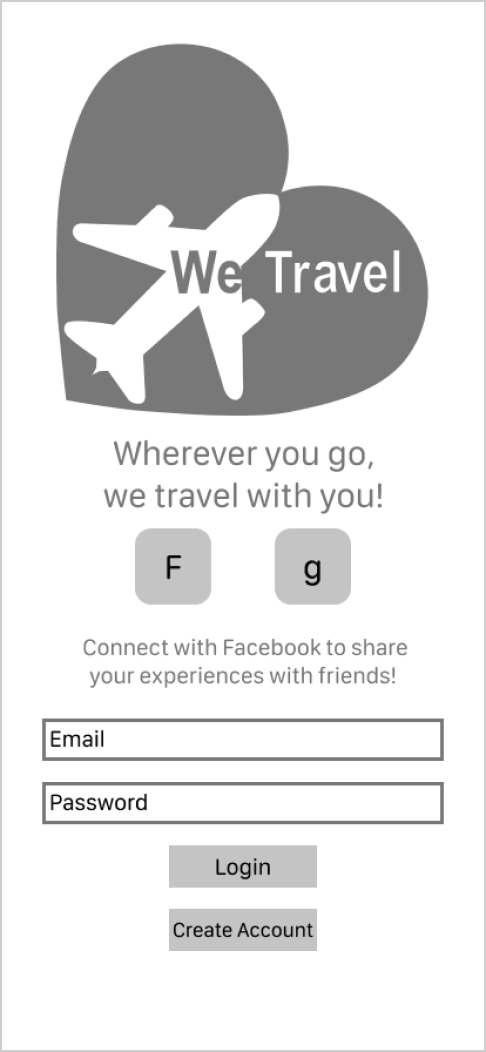 We Travel
Wherever you go,
we travel with you!
F
g
Connect with Facebook to share
your experiences with friends!
Email
Password
Login
Create Account